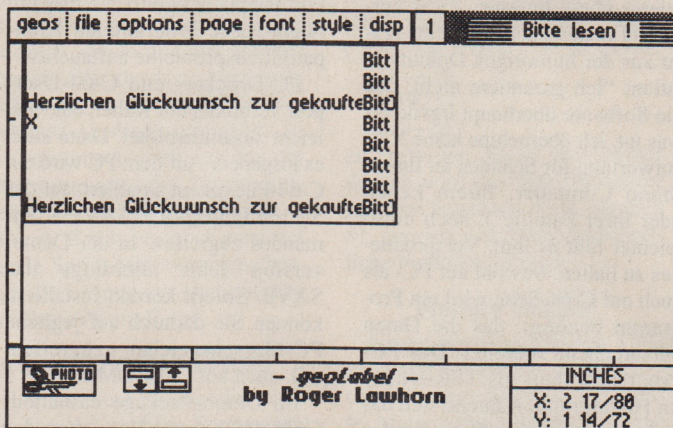 geos file options page font style disp 1 Bitte lesen !
Bitt
Bitt
Herzlichen Glückwunsch zur gekaufteBitt
X Bitt
Bitt
Bitt
Bitt
Herzlichen Glückwunsch zur gekaufteBitt
PHOTO
- geoLabel -
by Roger Lawhorn
INCHES
X: 2 17/80
Y: 1 14/72